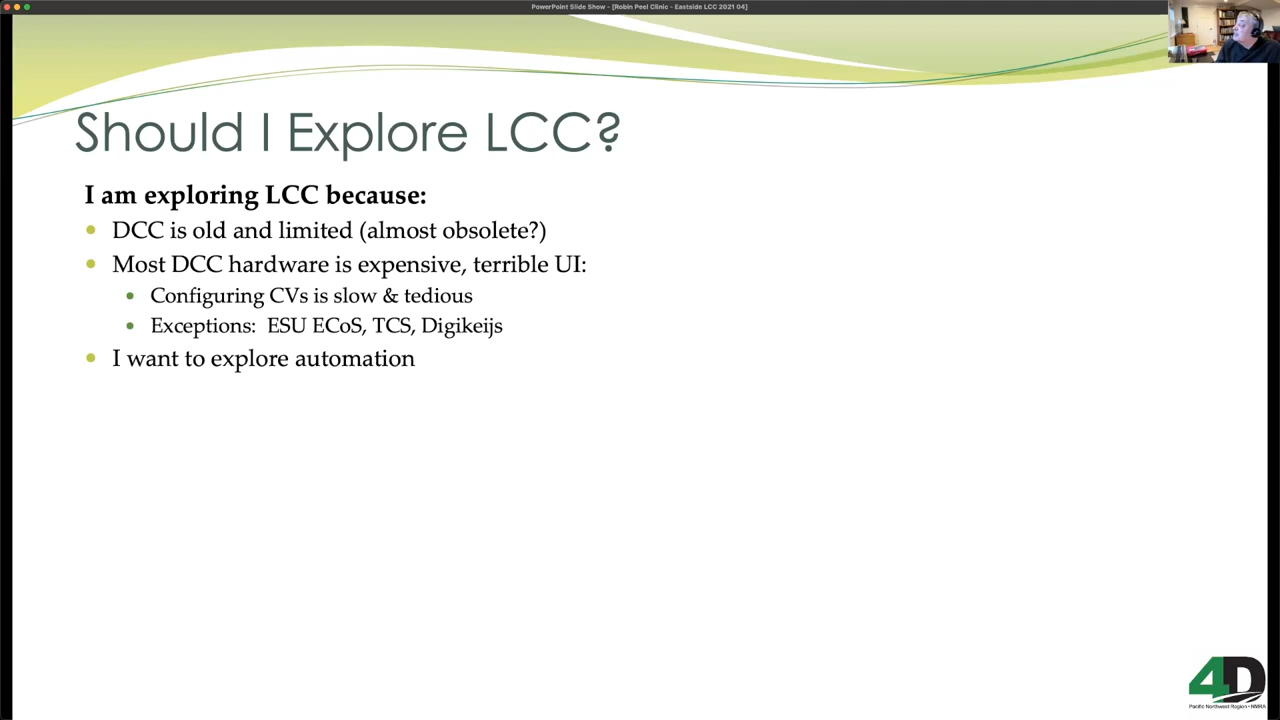 PowerPoint Slide Show - [Robin Peel Clinic - Eastside LCC 2021 04]
Should I Explore LCC?
I am exploring LCC because:
DCC is old and limited (almost obsolete?)
Most DCC hardware is expensive, terrible UI:
Configuring CVs is slow & tedious
Exceptions: ESU ECoS, TCS, Digikeijs
I want to explore automation
4D
Pacific Northwest Region • NMRA